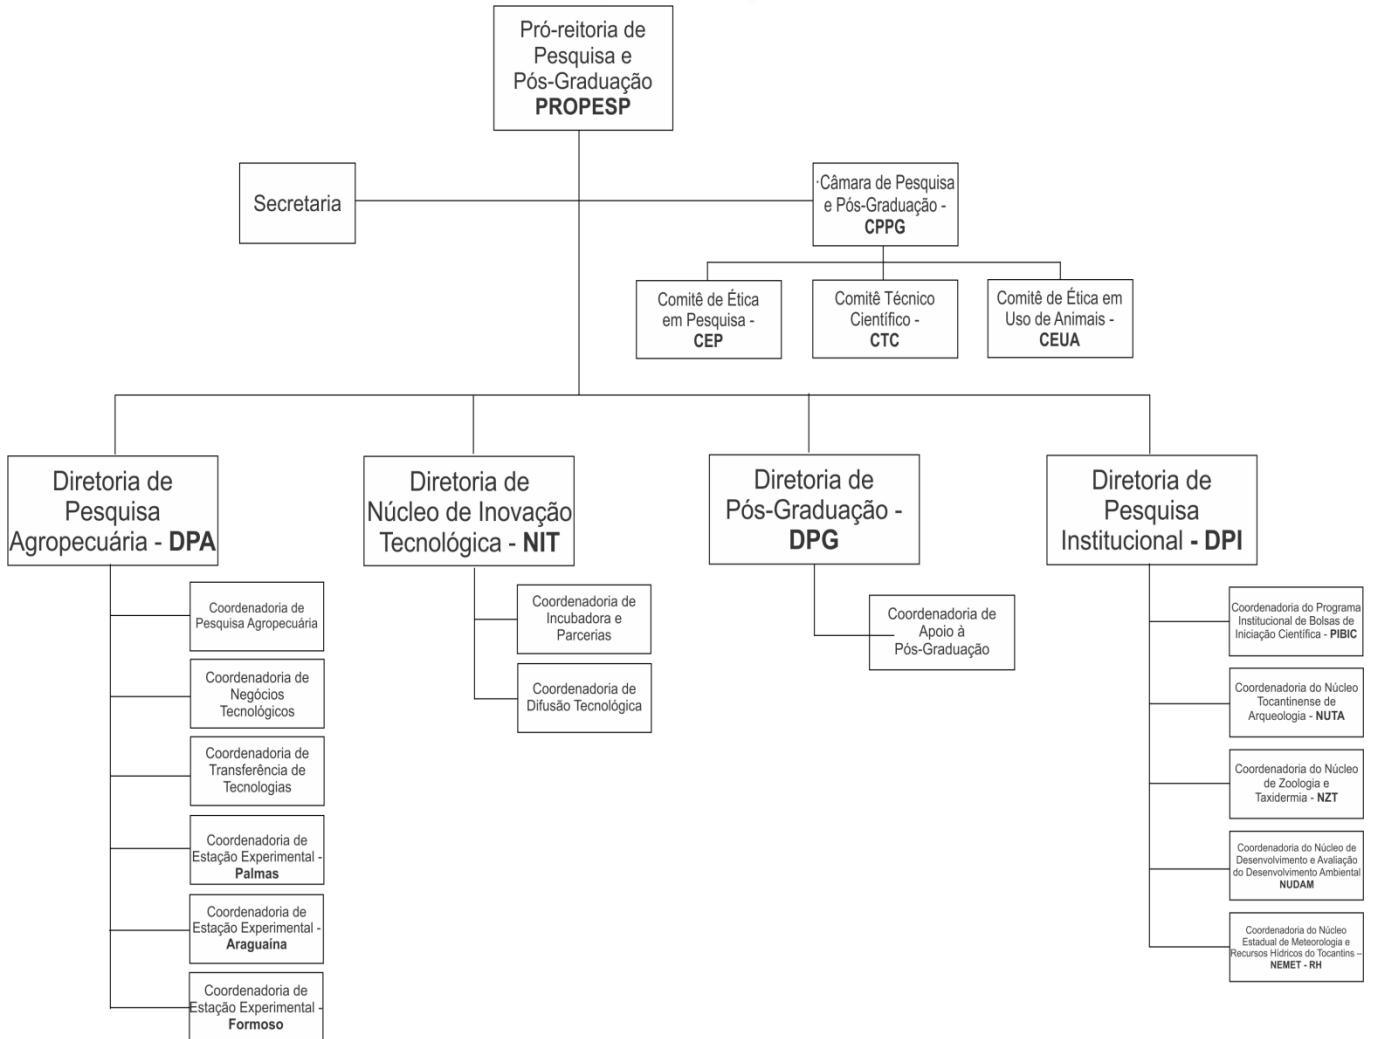 Pró-reitoria de
Pesquisa e
Pós-Graduação
PROPESP
Secretaria
·Câmara de Pesquisa
e Pós-Graduação -
CPPG
Comitê de Ética
em Pesquisa -
CEP
Comitê Técnico
Científico -
CTC
Comitê de Ética em
Uso de Animais -
CEUA
Diretoria de
Pesquisa
Agropecuária - DPA
Diretoria de
Núcleo de Inovação
Tecnológica - NIT
Diretoria de
Pós-Graduação -
DPG
Diretoria de
Pesquisa
Institucional - DPI
Coordenadoria de
Pesquisa Agropecuária
Coordenadoria de
Negócios
Tecnológicos
Coordenadoria de
Transferência de
Tecnologias
Coordenadoria de
Estação Experimental -
Palmas
Coordenadoria de
Estação Experimental -
Araguaína
Coordenadoria de
Estação Experimental -
Formoso
Coordenadoria de
Incubadora e
Parcerias
Coordenadoria de
Difusão Tecnológica
Coordenadoria de
Apoio à
Pós-Graduação
Coordenadoria do Programa
Institucional de Bolsas de
Iniciação Científica - PIBIC
Coordenadoria do Núcleo
Tocantinense de
Arqueologia - NUTA
Coordenadoria do Núcleo
de Zoologia e
Taxidermia - NZT
Coordenadoria do Núcleo de
Desenvolvimento e Avaliação
do Desenvolvimento Ambiental
NUDAM
Coordenadoria do Núcleo
Estadual de Meteorologia e
Recursos Hídricos do Tocantins –
NEMET - RH